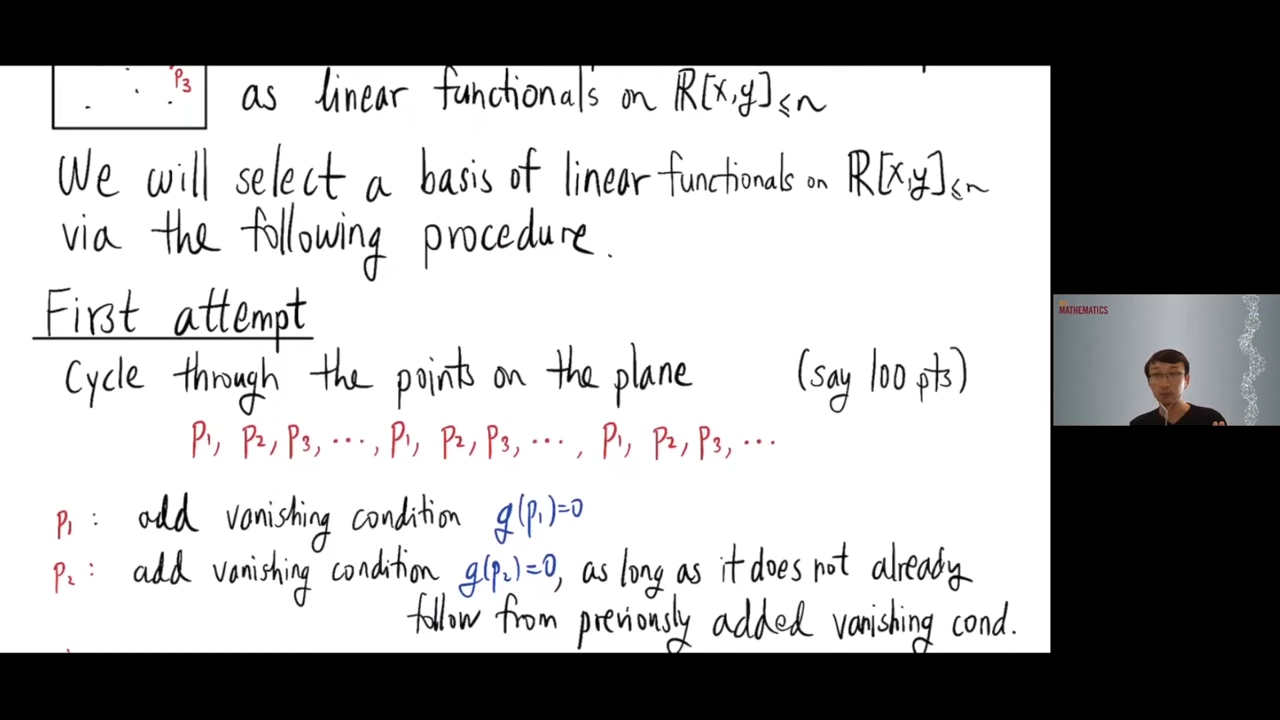 P3
as linear functionals on ℝ[x,y]≤n
We will select a basis of linear functionals on ℝ[x,y]≤n
via the following procedure.
First attempt
Cycle through the points on the plane (say 100 pts)
P1, P2, P3, ⋯, P1, P2, P3, ⋯, P1, P2, P3, ⋯
P1: add vanishing condition g(p1)=0
P2: add vanishing condition g(p2)=0, as long as it does not already
follow from previously added vanishing cond.
MATHEMATICS